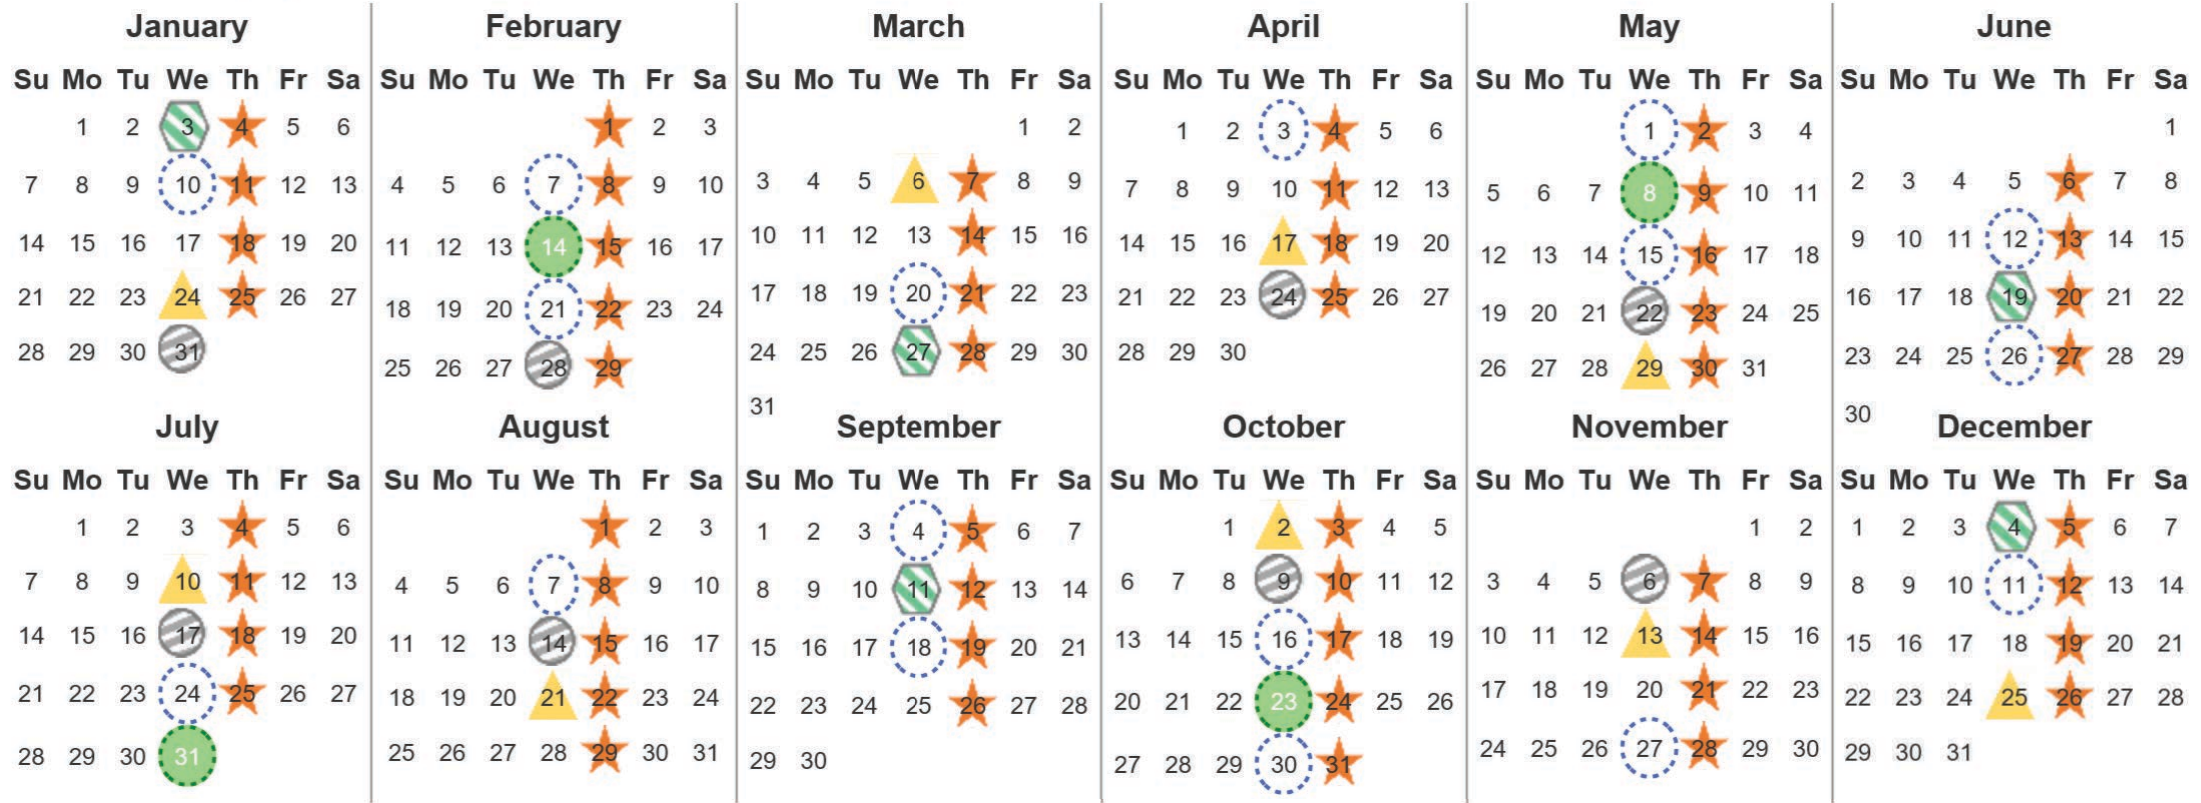 January February March April May June
Su Mo Tu We Th Fr Sa Su Mo Tu We Th Fr Sa Su Mo Tu We Th Fr Sa Su Mo Tu We Th Fr Sa Su Mo Tu We Th Fr Sa Su Mo Tu We Th Fr Sa
1 2 3 4 5 6 1 2 3 1 2 1 2 3 4 5 6 1 2 3 4 1
7 8 9 10 11 12 13 4 5 6 7 8 9 10 3 4 5 6 7 8 9 7 8 9 10 11 12 13 5 6 7 8 9 10 11 2 3 4 5 6 7 8
14 15 16 17 18 19 20 11 12 13 14 15 16 17 10 11 12 13 14 15 16 14 15 16 17 18 19 20 12 13 14 15 16 17 18 9 10 11 12 13 14 15
21 22 23 24 25 26 27 18 19 20 21 22 23 24 17 18 19 20 21 22 23 21 22 23 24 25 26 27 19 20 21 22 23 24 25 16 17 18 19 20 21 22
28 29 30 31 25 26 27 28 29 24 25 26 27 28 29 30 28 29 30 26 27 28 29 30 31 23 24 25 26 27 28 29
31 30
July August September October November December
Su Mo Tu We Th Fr Sa Su Mo Tu We Th Fr Sa Su Mo Tu We Th Fr Sa Su Mo Tu We Th Fr Sa Su Mo Tu We Th Fr Sa Su Mo Tu We Th Fr Sa
1 2 3 4 5 6 1 2 3 1 2 3 4 5 6 7 1 2 3 4 5 1 2 1 2 3 4 5 6 7
7 8 9 10 11 12 13 4 5 6 7 8 9 10 8 9 10 11 12 13 14 6 7 8 9 10 11 12 3 4 5 6 7 8 9 8 9 10 11 12 13 14
14 15 16 17 18 19 20 11 12 13 14 15 16 17 15 16 17 18 19 20 21 13 14 15 16 17 18 19 10 11 12 13 14 15 16 15 16 17 18 19 20 21
21 22 23 24 25 26 27 18 19 20 21 22 23 24 22 23 24 25 26 27 28 20 21 22 23 24 25 26 17 18 19 20 21 22 23 22 23 24 25 26 27 28
28 29 30 31 25 26 27 28 29 30 31 29 30 27 28 29 30 31 24 25 26 27 28 29 30 29 30 31